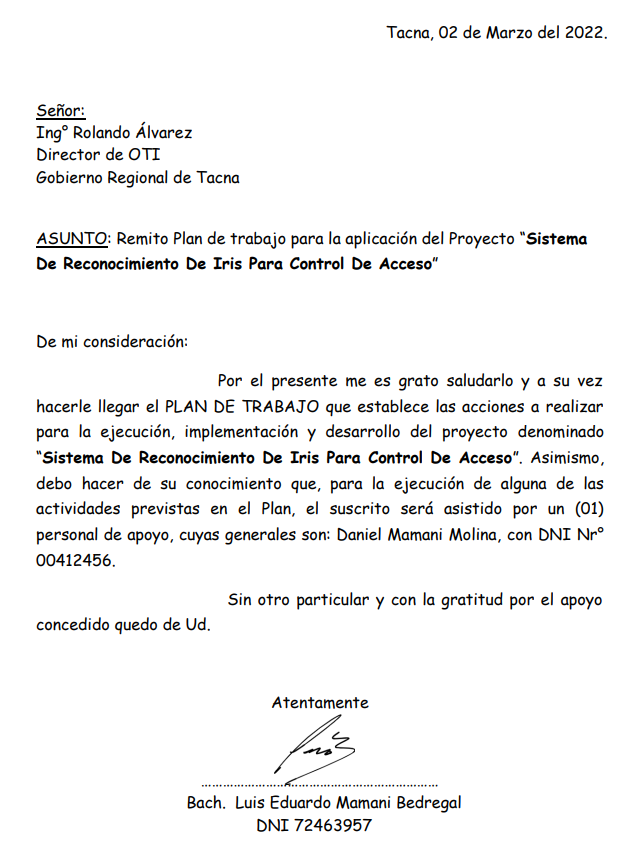 Tacna, 02 de Marzo del 2022.
Señor:
Ing° Rolando Álvarez
Director de OTI
Gobierno Regional de Tacna
ASUNTO: Remito Plan de trabajo para la aplicación del Proyecto “Sistema
De Reconocimiento De Iris Para Control De Acceso”
De mi consideración:
Por el presente me es grato saludarlo y a su vez
hacerle llegar el PLAN DE TRABAJO que establece las acciones a realizar
para la ejecución, implementación y desarrollo del proyecto denominado
“Sistema De Reconocimiento De Iris Para Control De Acceso”. Asimismo,
debo hacer de su conocimiento que, para la ejecución de alguna de las
actividades previstas en el Plan, el suscrito será asistido por un (01)
personal de apoyo, cuyas generales son: Daniel Mamani Molina, con DNI Nr°
00412456.
Sin otro particular y con la gratitud por el apoyo
concedido quedo de Ud.
Atentamente
Bach. Luis Eduardo Mamani Bedregal
DNI 72463957